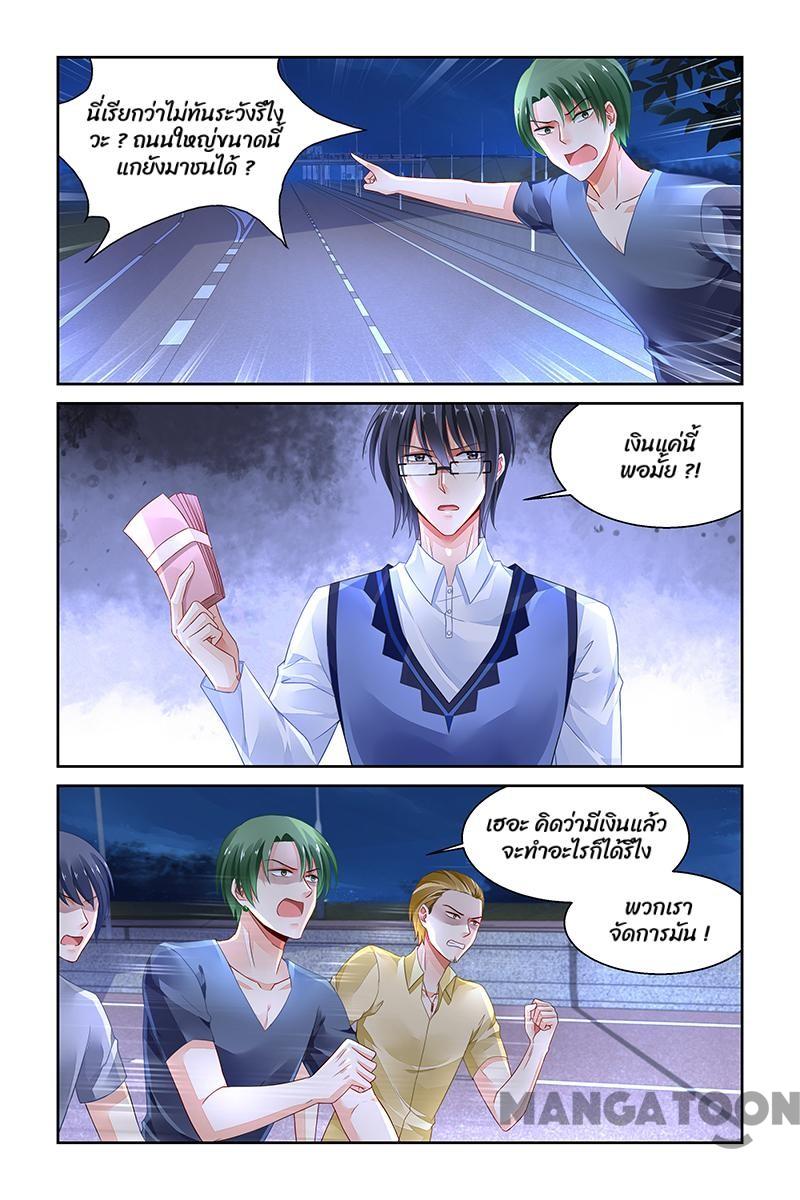 นี่เรียกว่าไม่ทันระวังรึไง
วะ ? ถนนใหญ่ขนาดนี้
แกยังมาชนได้ ?
เงินแค่นี้
พอมั้ย ?!
เฮอะ คิดว่ามีเงินแล้ว
จะทำอะไรก็ได้รึไง
พวกเรา
จัดการมัน !
MANGATOON